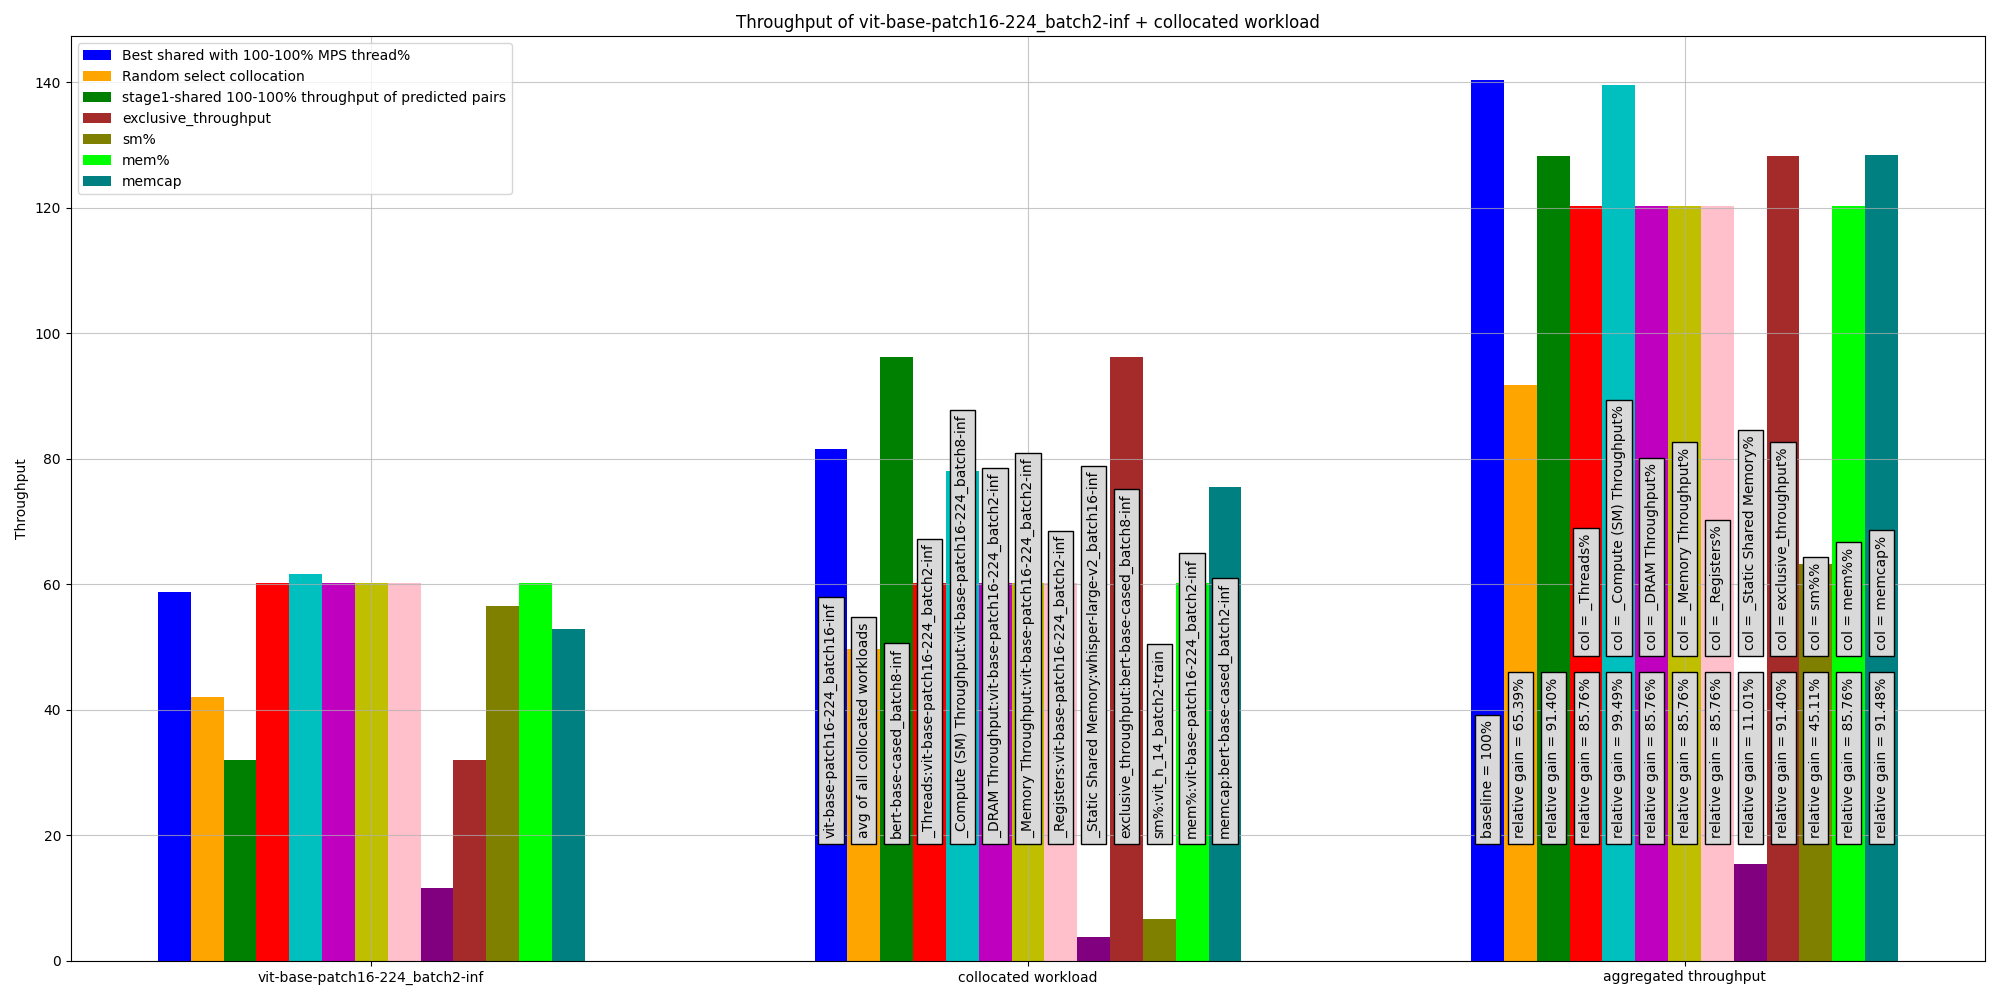 Throughput of vit-base-patch16-224_batch2-inf + collocated workload
Best shared with 100-100% MPS thread%
Random select collocation
stage1-shared 100-100% throughput of predicted pairs
exclusive_throughput
sm%
mem%
memcap
Throughput
140
120
100
80
60
40
20
0
vit-base-patch16-224_batch16-inf
avg of all collocated workloads
bert-base-cased_batch8-inf
_Threads:vit-base-patch16-224_batch2-inf
_Compute (SM) Throughput:vit-base-patch16-224_batch8-inf
_DRAM Throughput:vit-base-patch16-224_batch2-inf
_Memory Throughput:vit-base-patch16-224_batch2-inf
_Registers:vit-base-patch16-224_batch2-inf
_Static Shared Memory:whisper-large-v2_batch16-inf
exclusive_throughput:bert-base-cased_batch8-inf
sm%:vit_h_14_batch2-train
mem%:vit-base-patch16-224_batch2-inf
memcap:bert-base-cased_batch2-inf
baseline = 100%
relative gain = 65.39%
relative gain = 91.40%
col = _Threads%
relative gain = 85.76%
col = _Compute (SM) Throughput%
relative gain = 99.49%
col = _DRAM Throughput%
relative gain = 85.76%
col = _Memory Throughput%
relative gain = 85.76%
col = _Registers%
relative gain = 85.76%
col = _Static Shared Memory%
relative gain = 11.01%
col = exclusive_throughput%
relative gain = 91.40%
col = sm%%
relative gain = 45.11%
col = mem%%
relative gain = 85.76%
col = memcap%
relative gain = 91.48%
vit-base-patch16-224_batch2-inf
collocated workload
aggregated throughput